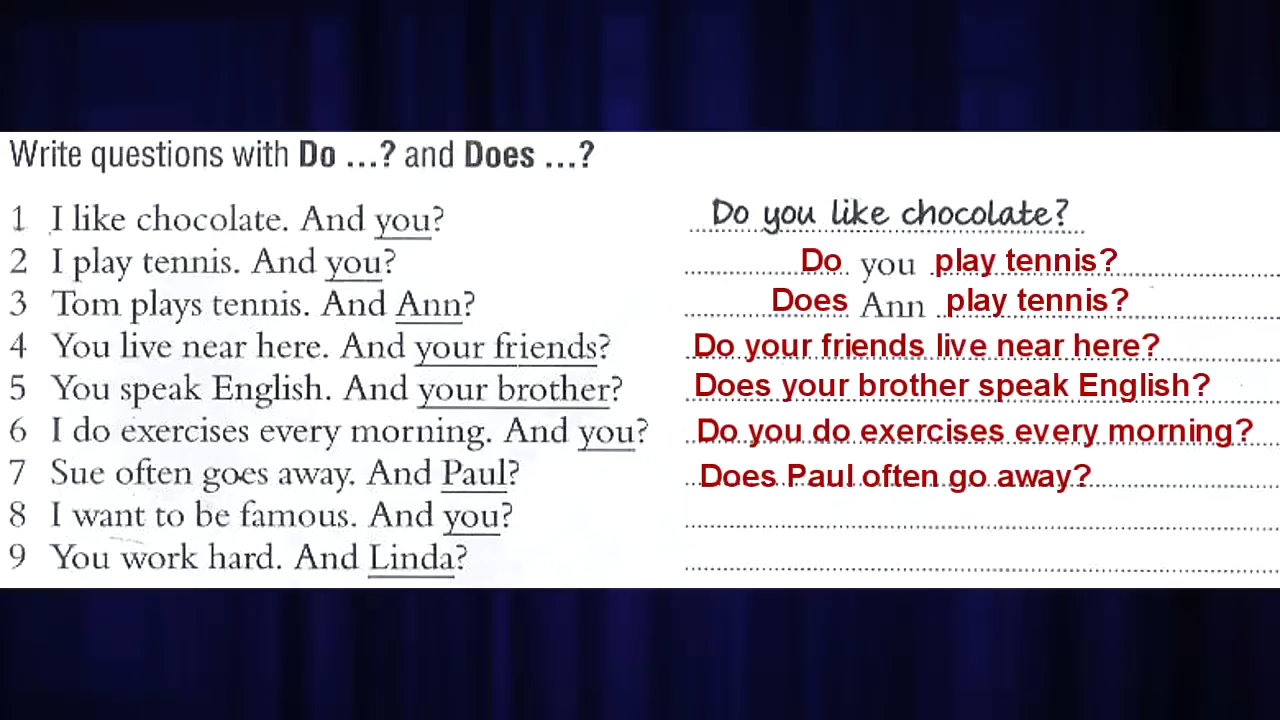 Write questions with Do ...? and Does ...?
1 I like chocolate. And you? Do you like chocolate?
2 I play tennis. And you? Do you play tennis?
3 Tom plays tennis. And Ann? Does Ann play tennis?
4 You live near here. And your friends? Do your friends live near here?
5 You speak English. And your brother? Does your brother speak English?
6 I do exercises every morning. And you? Do you do exercises every morning?
7 Sue often goes away. And Paul? Does Paul often go away?
8 I want to be famous. And you?
9 You work hard. And Linda?